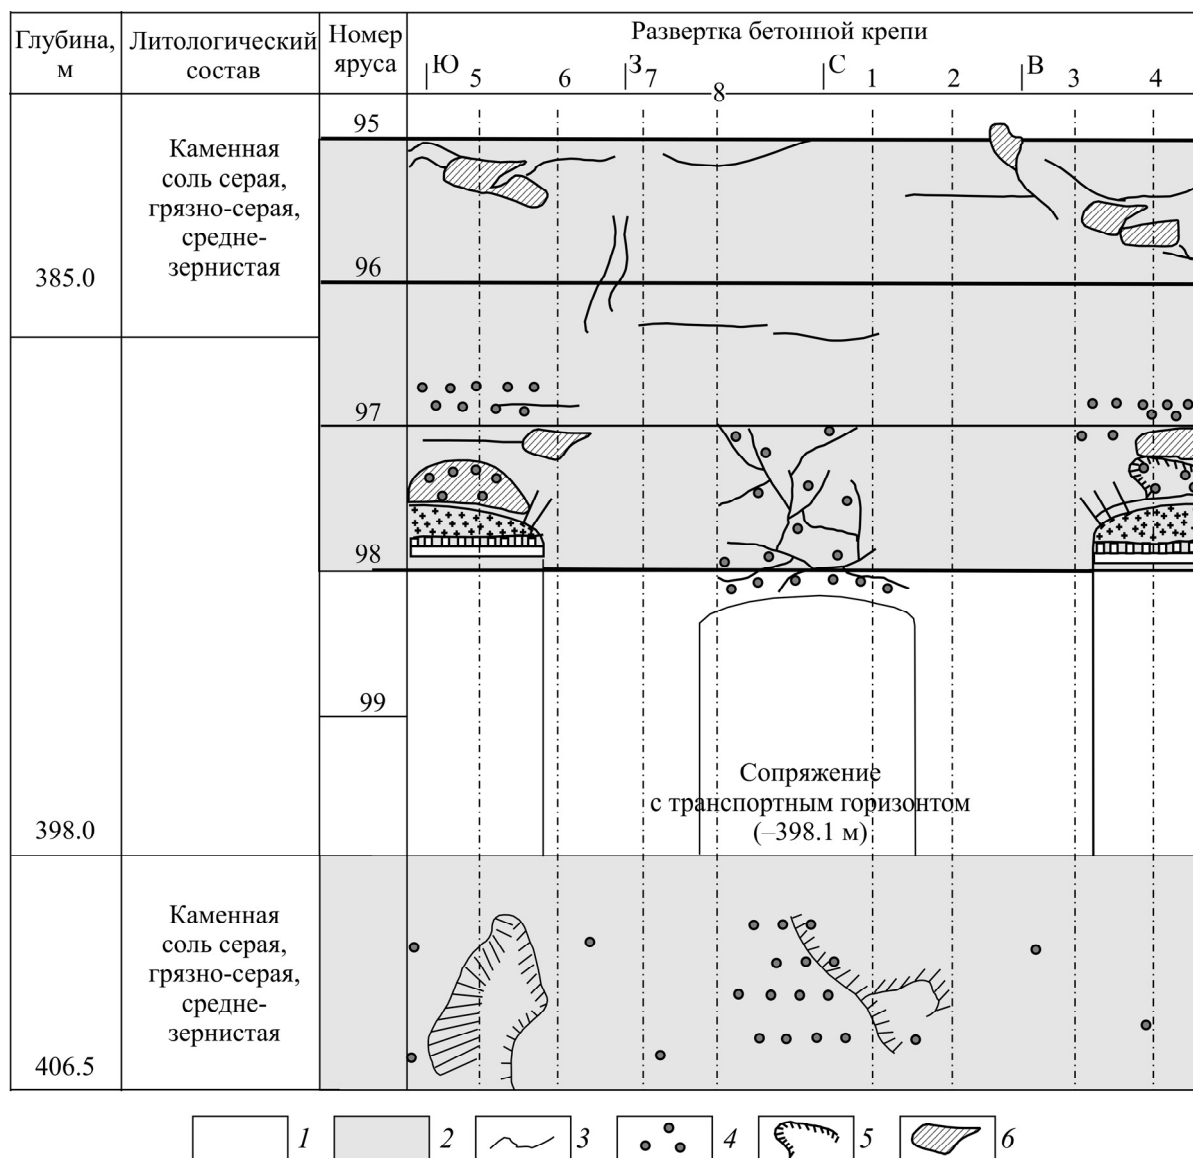 Глубина,
м
Литологический
состав
Номер
яруса
Развертка бетонной крепи
Ю 5 6 З 7 8 С 1 2 В 3 4
95
Каменная
соль серая,
грязно-серая,
средне-
зернистая
96
385.0
97
98
99
Сопряжение
с транспортным горизонтом
(–398.1 м)
398.0
Каменная
соль серая,
грязно-серая,
средне-
зернистая
406.5
1 2 3 4 5 6